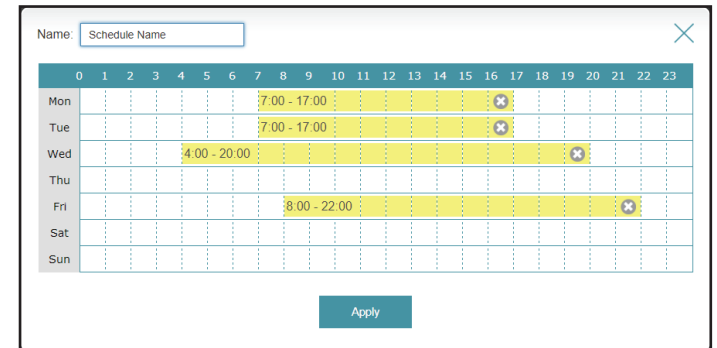 Name: Schedule Name
0 1 2 3 4 5 6 7 8 9 10 11 12 13 14 15 16 17 18 19 20 21 22 23
Mon 7:00 - 17:00
Tue 7:00 - 17:00
Wed 4:00 - 20:00
Thu
Fri 8:00 - 22:00
Sat
Sun
Apply